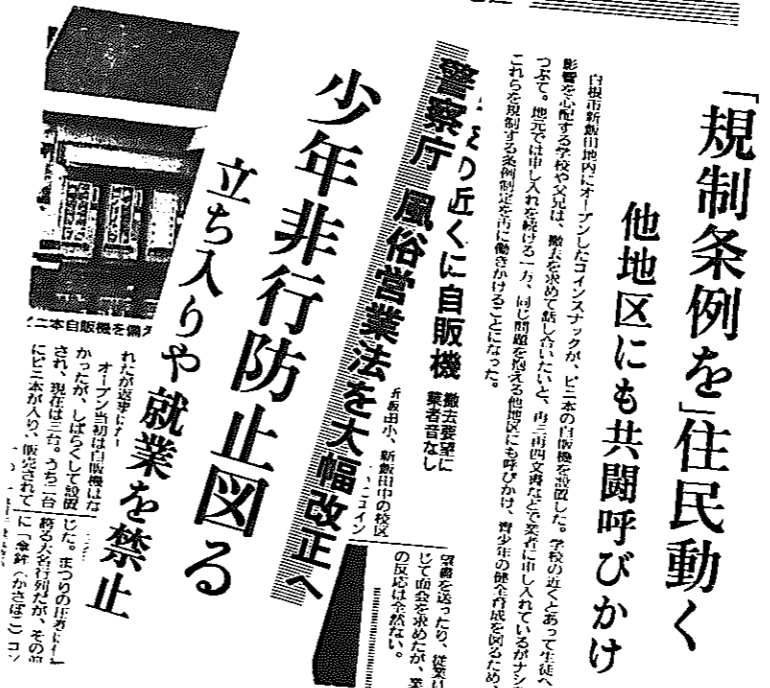 「規制条例を」住民動く
他地区にも共闘呼びかけ
白根市新飯田地内にオープンしたコインスナックが、ビニ本の自販機を設置した。学校の近くとあって生徒へ
影響を心配する学校や父兄は、撤去を求めて話し合いたいと、再三再四文書などで業者に申し入れているがナシ
つぶて。地元では申し入れを続ける一方、同じ問題を抱える他地区にも呼びかけ、青少年の健全育成を図るため、
これらを規制する条例制定を市に働きかけることになった。
の近くに自販機
撤去要望に
業者音なし
新飯田小、新飯田中の校区
コイン
望書を送ったり、従業
じて面会を求めたが、業
の反応は全然ない。
警察庁 風俗営業法を大幅改正へ
少年非行防止図る
立ち入りや就業を禁止
ニ本自販機を備え
れたが返事
オープン当初は自販機はな
かったが、しばらくして設置
され、現在は三台。うち二台
にビニ本が入り、販売されて
じた。まつりの
誇る大名行列だが、その
に「傘鉾(かさぼこ)コン